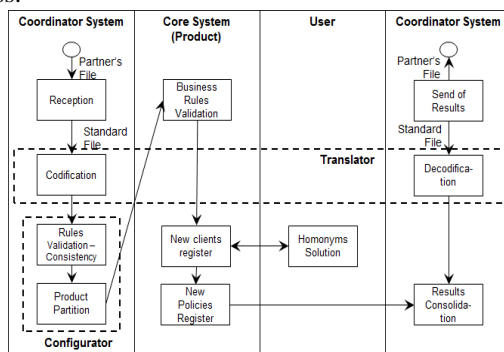 ss.
Coordinator System
Core System
(Product)
User
Coordinator System
Partner's
File
Reception
Standard
File
Codification
Rules
Validation –
Consistency
Product
Partition
Configurator
Business
Rules
Validation
New clients
register
New
Policies
Register
Homonyms
Solution
Translator
Partner's
File
Send of
Results
Standard
File
Decodifica-
tion
Results
Consolida-
tion